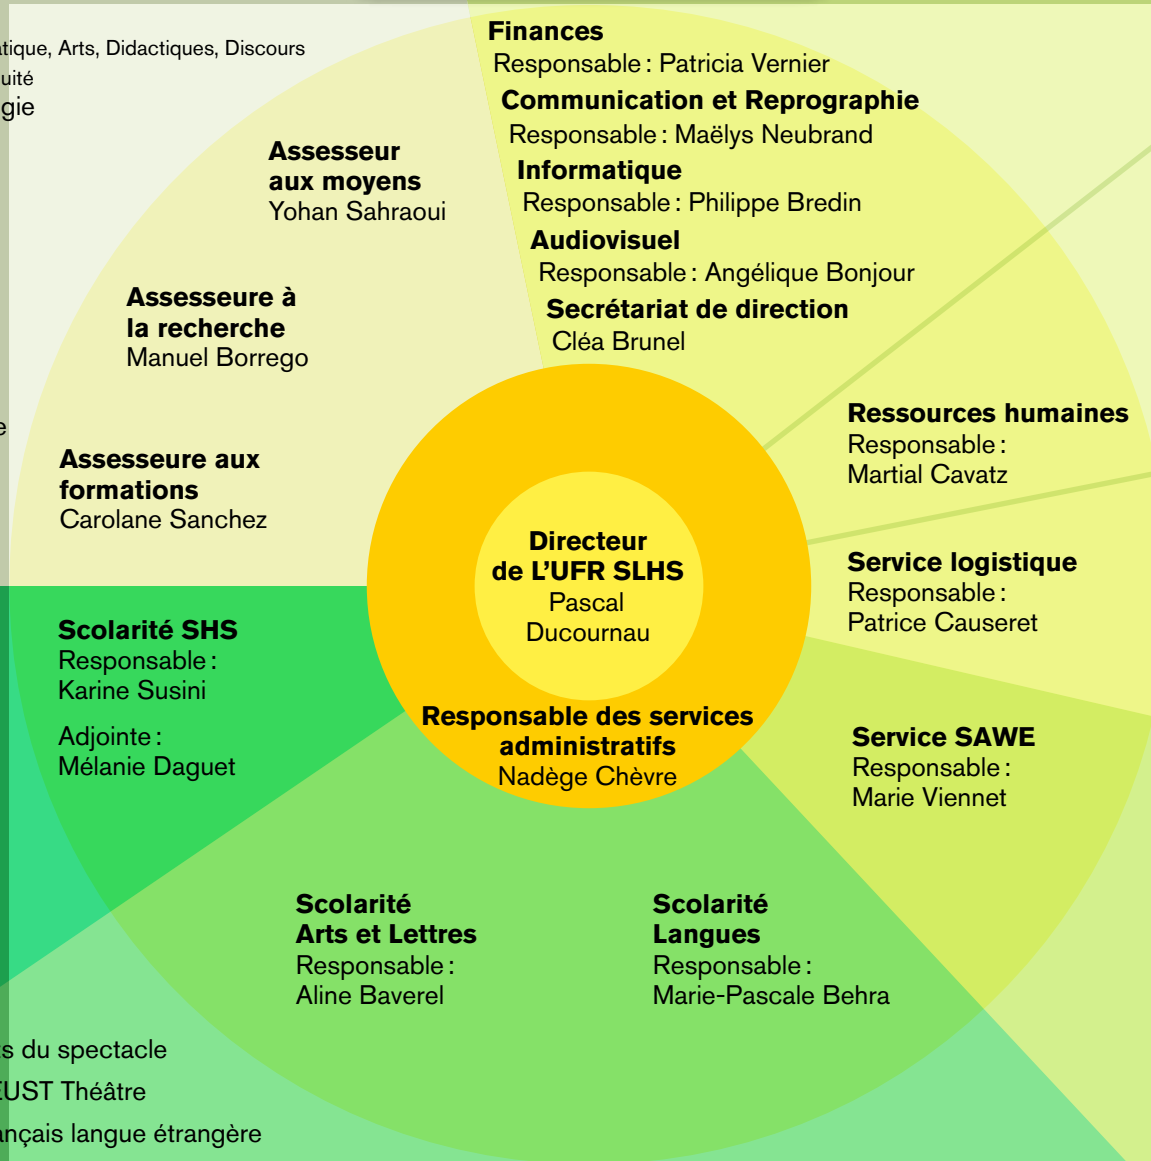 Arts, Didactiques, Discours
Finances
Responsable : Patricia Vernier
Communication et Reprographie
Responsable : Maëlys Neubrand
Informatique
Responsable : Philippe Bredin
Audiovisuel
Responsable : Angélique Bonjour
Secrétariat de direction
Cléa Brunel
Assesseur
aux moyens
Yohan Sahraoui
Assesseure à
la recherche
Manuel Borrego
Assesseure aux
formations
Carolane Sanchez
Ressources humaines
Responsable :
Martial Cavatz
Service logistique
Responsable :
Patrice Causeret
Directeur
de L'UFR SLHS
Pascal
Ducournau
Responsable des services
administratifs
Nadège Chèvre
Scolarité SHS
Responsable :
Karine Susini
Adjointe :
Mélanie Daguet
Service SAWE
Responsable :
Marie Viennet
Scolarité
Arts et Lettres
Responsable :
Aline Baverel
Scolarité
Langues
Responsable :
Marie-Pascale Behra
du spectacle
Théâtre
langue étrangère